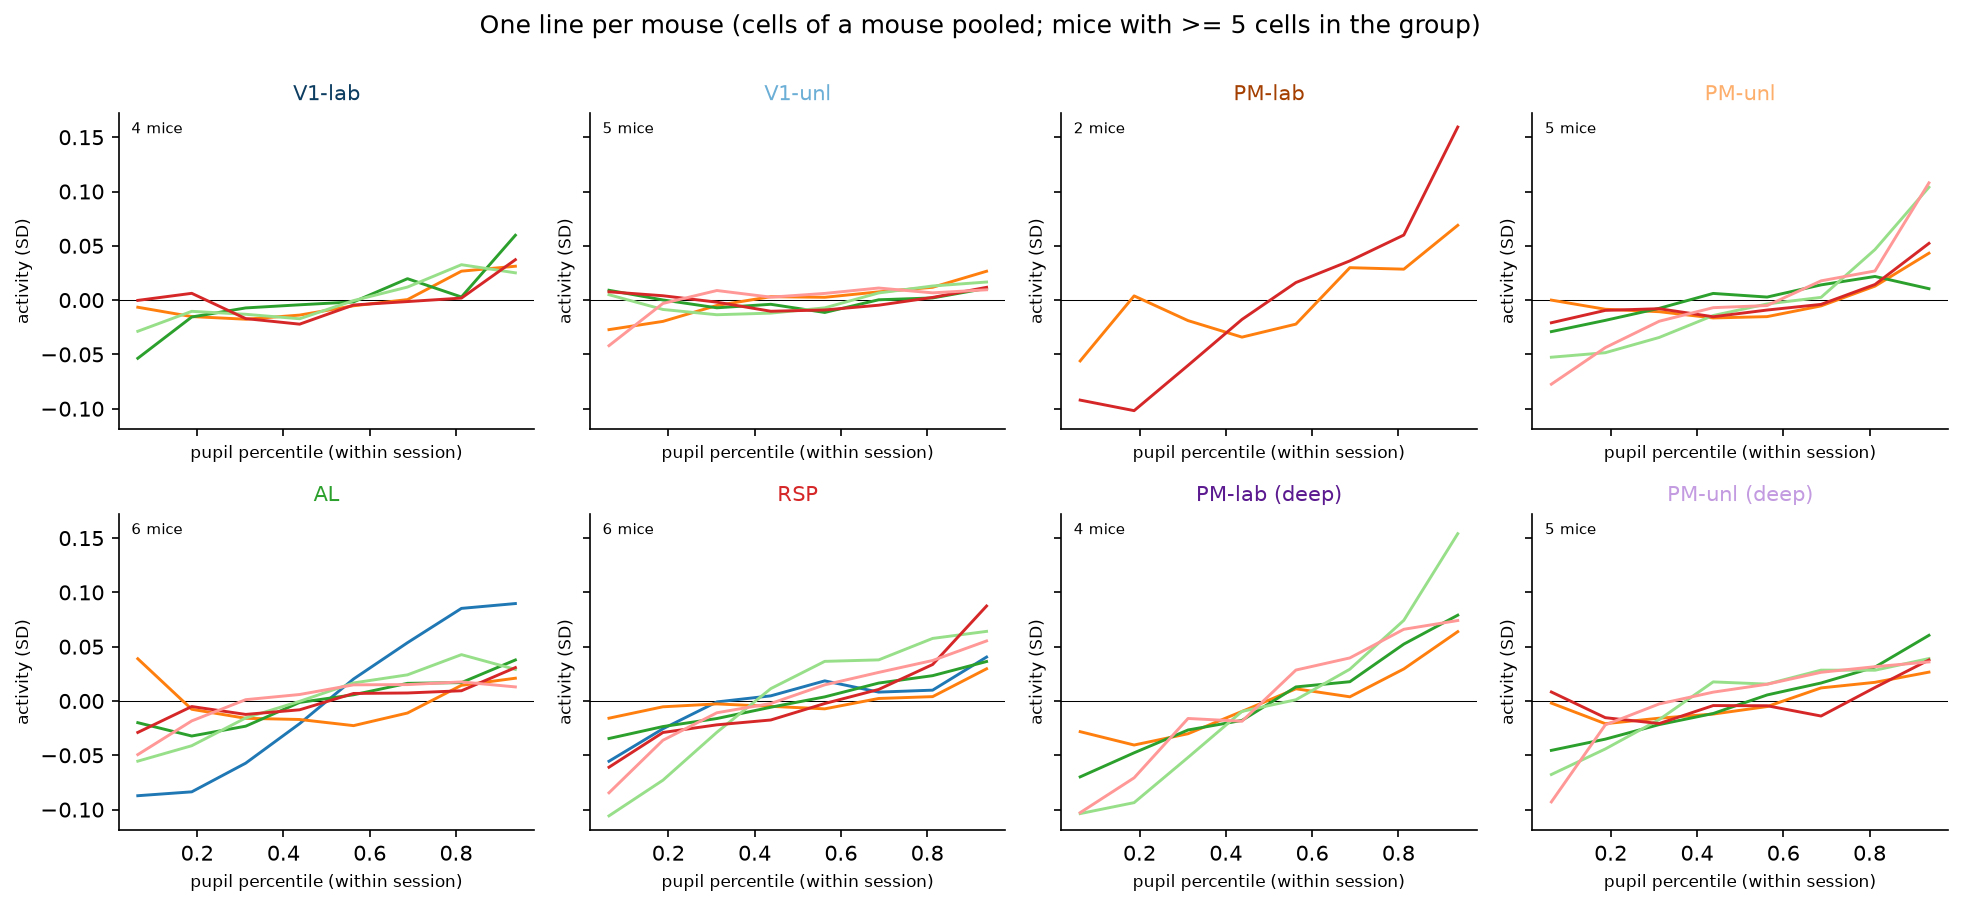 One line per mouse (cells of a mouse pooled; mice with >= 5 cells in the group)
V1-lab
V1-unl
PM-lab
PM-unl
4 mice
5 mice
2 mice
5 mice
0.15
0.10
0.05
0.00
−0.05
−0.10
activity (SD)
activity (SD)
activity (SD)
activity (SD)
pupil percentile (within session)
pupil percentile (within session)
pupil percentile (within session)
pupil percentile (within session)
AL
RSP
PM-lab (deep)
PM-unl (deep)
6 mice
6 mice
4 mice
5 mice
0.15
0.10
0.05
0.00
−0.05
−0.10
activity (SD)
activity (SD)
activity (SD)
activity (SD)
0.2 0.4 0.6 0.8
0.2 0.4 0.6 0.8
0.2 0.4 0.6 0.8
0.2 0.4 0.6 0.8
pupil percentile (within session)
pupil percentile (within session)
pupil percentile (within session)
pupil percentile (within session)